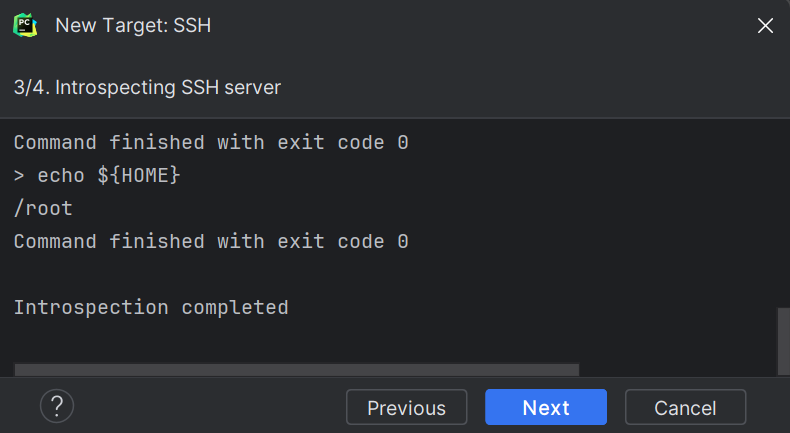 PC
New Target: SSH
3/4. Introspecting SSH server
Command finished with exit code 0
> echo ${HOME}
/root
Command finished with exit code 0
Introspection completed
?
Previous
Next
Cancel